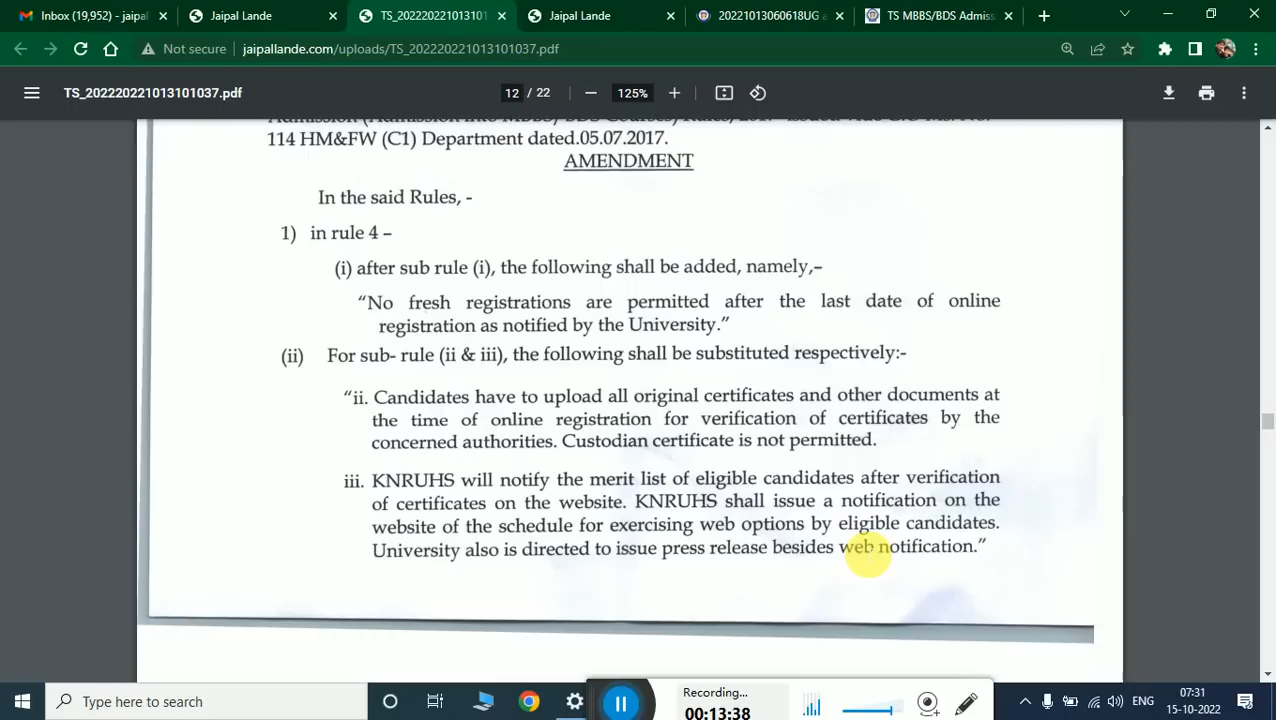 Inbox (19,952) - jaipal
Jaipal Lande
TS_2022202210131010
Jaipal Lande
20221013060618UG a
TS MBBS/BDS Admis
Not secure
jaipallande.com/uploads/TS_202220221013101037.pdf
TS_202220221013101037.pdf
12 / 22
125%
114 HM&FW (C1) Department dated.05.07.2017.
AMENDMENT
In the said Rules, -
1) in rule 4 –
(i) after sub rule (i), the following shall be added, namely,–
“No fresh registrations are permitted after the last date of online
registration as notified by the University.”
(ii) For sub- rule (ii & iii), the following shall be substituted respectively:-
“ii. Candidates have to upload all original certificates and other documents at
the time of online registration for verification of certificates by the
concerned authorities. Custodian certificate is not permitted.
iii. KNRUHS will notify the merit list of eligible candidates after verification
of certificates on the website. KNRUHS shall issue a notification on the
website of the schedule for exercising web options by eligible candidates.
University also is directed to issue press release besides web notification.”
Type here to search
Recording...
00:13:38
ENG
07:31
15-10-2022